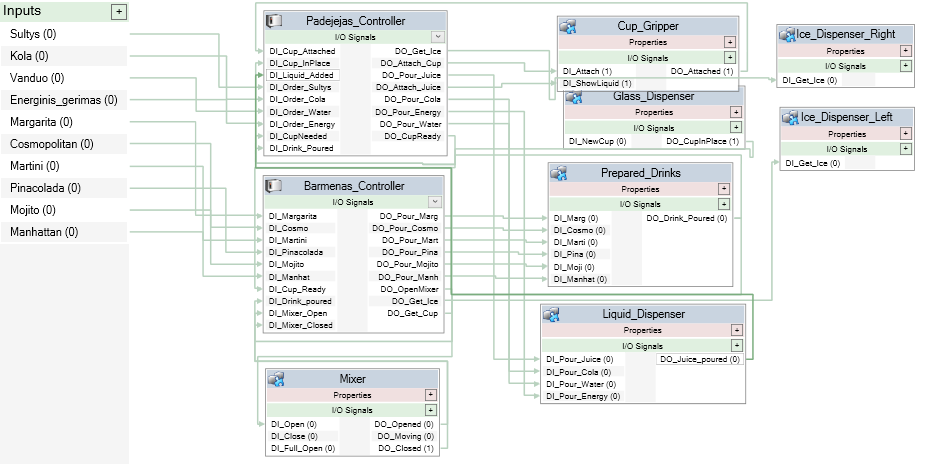 Inputs +
Sultys (0)
Kola (0)
Vanduo (0)
Energinis_gerimas (0)
Margarita (0)
Cosmopolitan (0)
Martini (0)
Pinacolada (0)
Mojito (0)
Manhattan (0)
Padejejas_Controller
I/O Signals
DI_Cup_Attached DO_Get_Ice
DI_Cup_InPlace DO_Attach_Cup
DI_Liquid_Added DO_Pour_Juice
DI_Order_Sultys DO_Attach_Juice
DI_Order_Cola DO_Pour_Cola
DI_Order_Water DO_Pour_Energy
DI_Order_Energy DO_Pour_Water
DI_CupNeeded DO_CupReady
DI_Drink_Poured
Barmenas_Controller
I/O Signals
DI_Margarita DO_Pour_Marg
DI_Cosmo DO_Pour_Cosmo
DI_Martini DO_Pour_Mart
DI_Pinacolada DO_Pour_Pina
DI_Mojito DO_Pour_Mojito
DI_Manhat DO_Pour_Manh
DI_Cup_Ready DO_OpenMixer
DI_Drink_poured DO_Get_Ice
DI_Mixer_Open DO_Get_Cup
DI_Mixer_Closed
Mixer
Properties +
I/O Signals +
DI_Open (0) DO_Opened (0)
DI_Close (0) DO_Moving (0)
DI_Full_Open (0) DO_Closed (1)
Cup_Gripper
Properties +
I/O Signals +
DI_Attach (1) DO_Attached (1)
DI_ShowLiquid (1)
Glass_Dispenser
Properties +
I/O Signals +
DI_NewCup (0) DO_CupInPlace (1)
Prepared_Drinks
Properties +
I/O Signals +
DI_Marg (0) DO_Drink_Poured (0)
DI_Cosmo (0)
DI_Marti (0)
DI_Pina (0)
DI_Moji (0)
DI_Manhat (0)
Liquid_Dispenser
Properties +
I/O Signals +
DI_Pour_Juice (0) DO_Juice_poured (0)
DI_Pour_Cola (0)
DI_Pour_Water (0)
DI_Pour_Energy (0)
Ice_Dispenser_Right
Properties +
I/O Signals +
DI_Get_Ice (0)
Ice_Dispenser_Left
Properties +
I/O Signals +
DI_Get_Ice (0)